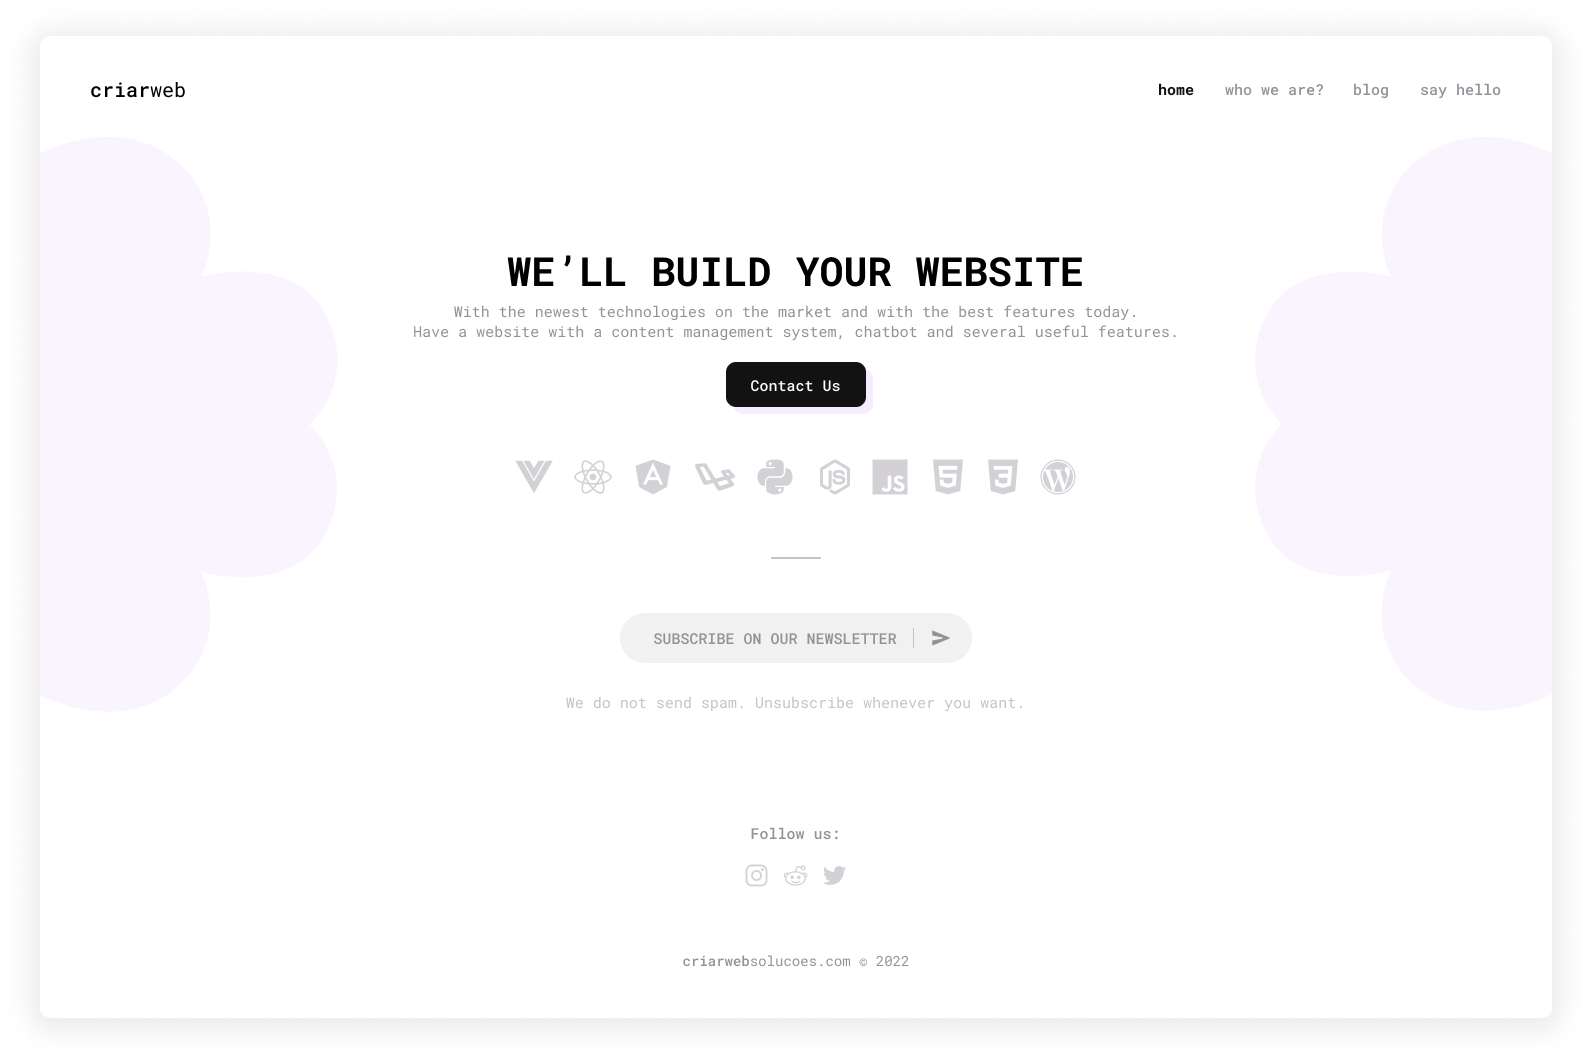 criarweb
home who we are? blog say hello
WE’LL BUILD YOUR WEBSITE
With the newest technologies on the market and with the best features today.
Have a website with a content management system, chatbot and several useful features.
Contact Us
JS JS 5 3 W
SUBSCRIBE ON OUR NEWSLETTER
We do not send spam. Unsubscribe whenever you want.
Follow us:
criarwebsolucoes.com © 2022